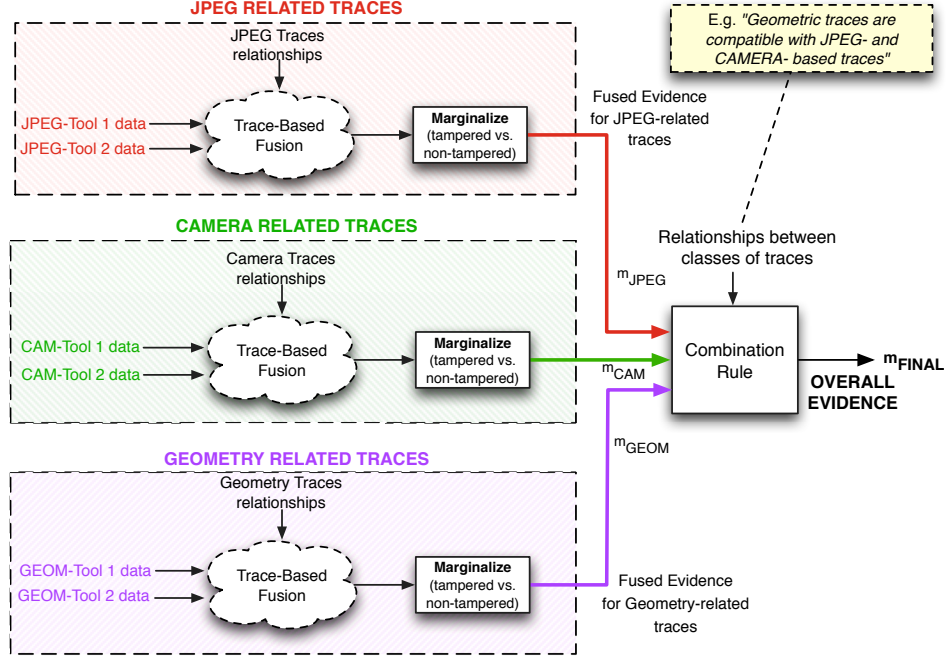 JPEG RELATED TRACES
JPEG Traces
relationships
JPEG-Tool 1 data
JPEG-Tool 2 data
Trace-Based
Fusion
Marginalize
(tampered vs.
non-tampered)
Fused Evidence
for JPEG-related
traces
E.g. "Geometric traces are
compatible with JPEG- and
CAMERA- based traces"
CAMERA RELATED TRACES
Camera Traces
relationships
CAM-Tool 1 data
CAM-Tool 2 data
Trace-Based
Fusion
Marginalize
(tampered vs.
non-tampered)
mJPEG
mCAM
mGEOM
Relationships between
classes of traces
Combination
Rule
mFINAL
OVERALL
EVIDENCE
GEOMETRY RELATED TRACES
Geometry Traces
relationships
GEOM-Tool 1 data
GEOM-Tool 2 data
Trace-Based
Fusion
Marginalize
(tampered vs.
non-tampered)
Fused Evidence
for Geometry-related
traces